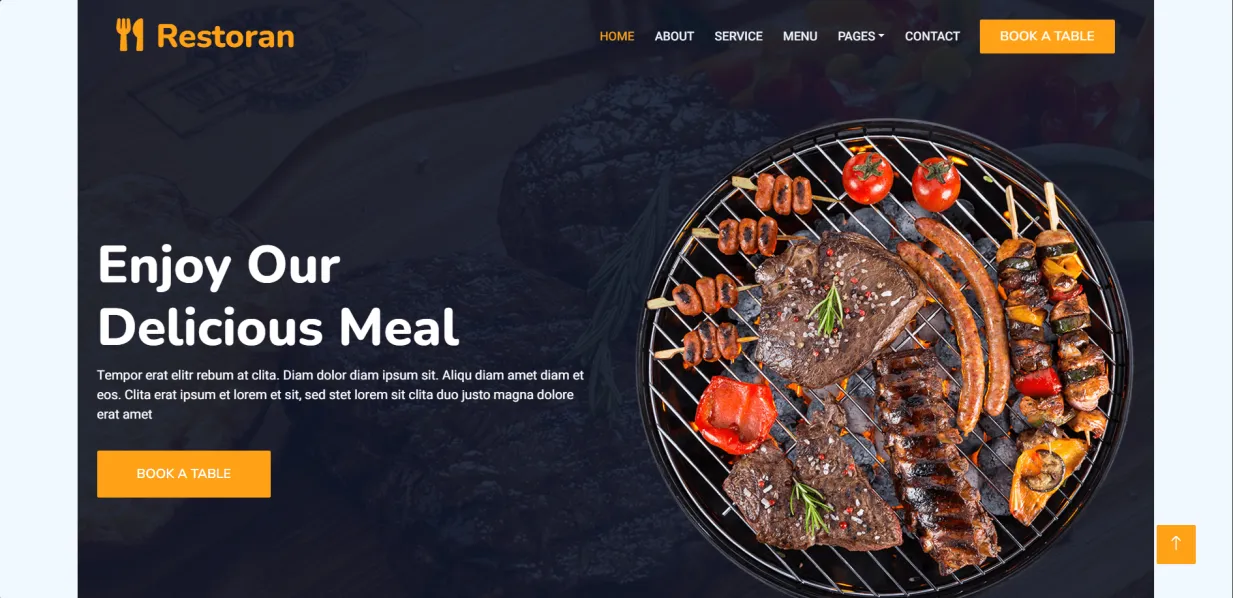 Restoran
HOME ABOUT SERVICE MENU PAGES CONTACT BOOK A TABLE
Enjoy Our
Delicious Meal
Tempor erat elitr rebum at clita. Diam dolor diam ipsum sit. Aliqu diam amet diam et
eos. Clita erat ipsum et lorem et sit, sed stet lorem sit clita duo justo magna dolore
erat amet
BOOK A TABLE